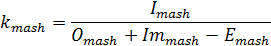 k_mash = I_mash / (O_mash + Im_mash − E_mash)